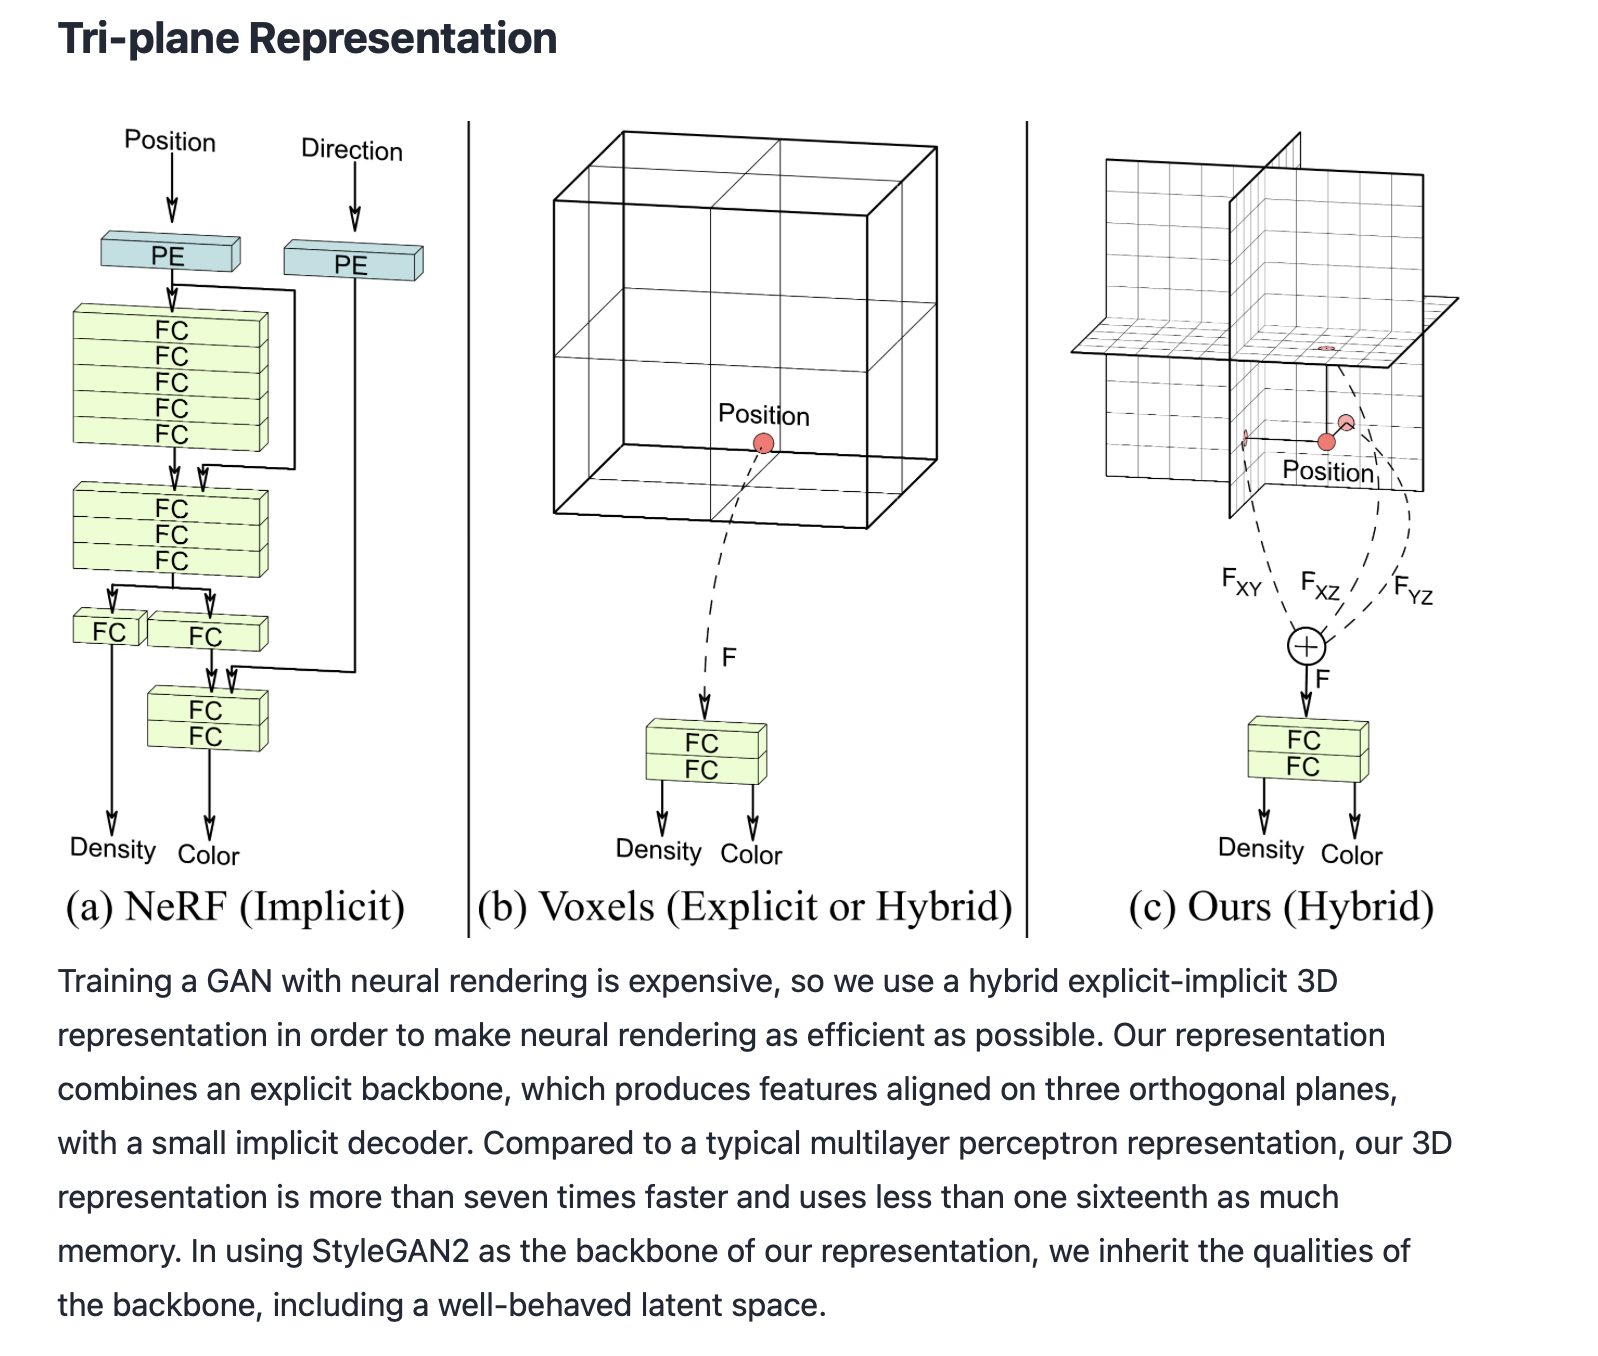 Tri-plane Representation
Position
Direction
PE
PE
FC
FC
FC
FC
FC
FC
FC
FC
FC
FC
FC
FC
Density
Color
(a) NeRF (Implicit)
Position
F
FC
FC
Density
Color
(b) Voxels (Explicit or Hybrid)
Position
FXY
FXZ
FYZ
F
FC
FC
Density
Color
(c) Ours (Hybrid)
Training a GAN with neural rendering is expensive, so we use a hybrid explicit-implicit 3D
representation in order to make neural rendering as efficient as possible. Our representation
combines an explicit backbone, which produces features aligned on three orthogonal planes,
with a small implicit decoder. Compared to a typical multilayer perceptron representation, our 3D
representation is more than seven times faster and uses less than one sixteenth as much
memory. In using StyleGAN2 as the backbone of our representation, we inherit the qualities of
the backbone, including a well-behaved latent space.